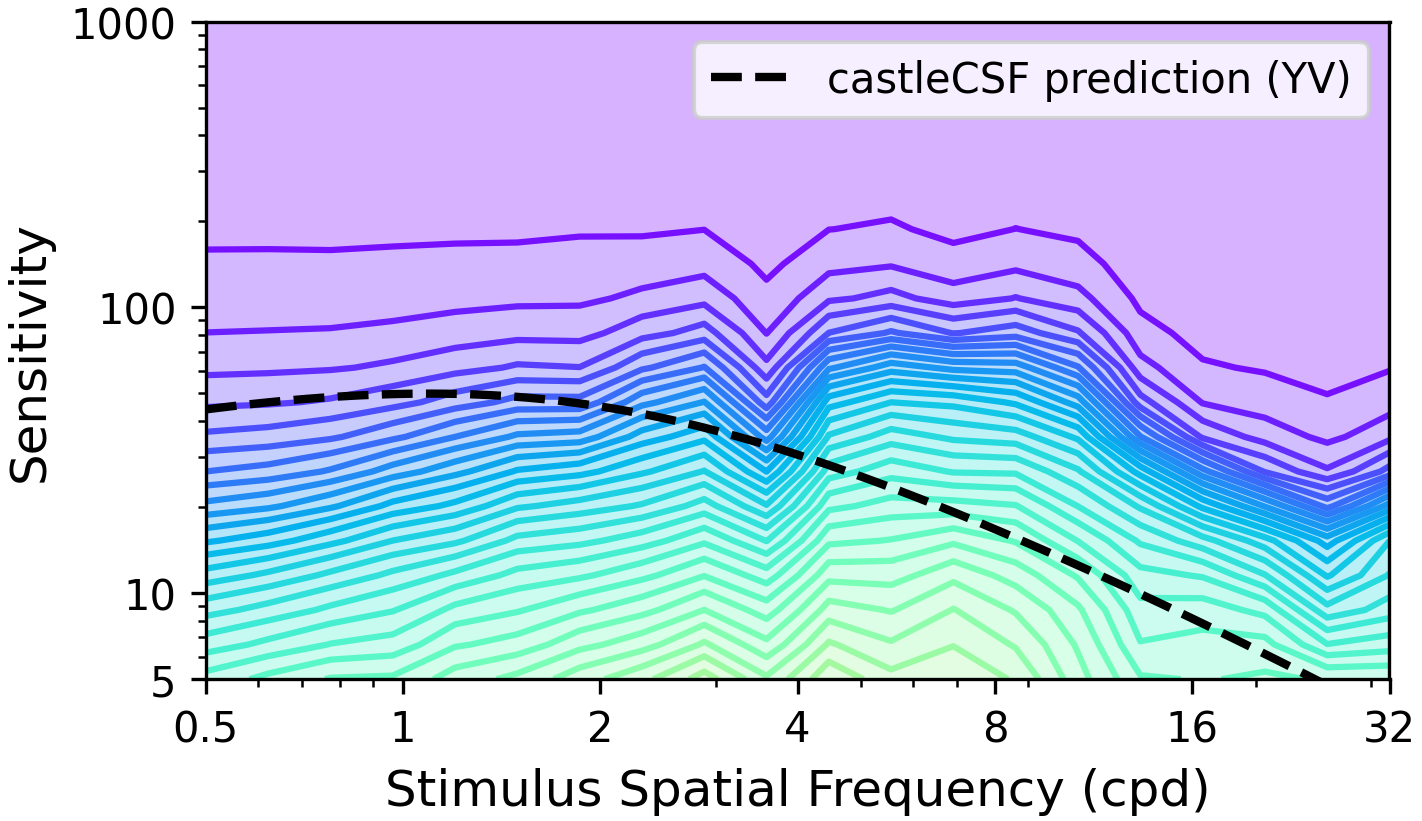 1000
100
10
5
Sensitivity
castleCSF prediction (YV)
0.5 1 2 4 8 16 32
Stimulus Spatial Frequency (cpd)